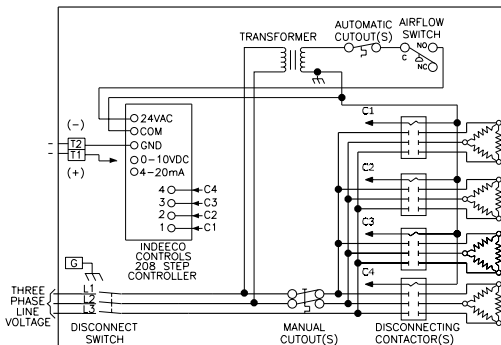 TRANSFORMER
AUTOMATIC
CUTOUT(S)
AIRFLOW
SWITCH
NO
C
NC
24VAC
COM
GND
0-10VDC
4-20mA
4
C4
3
C3
2
C2
1
C1
(-)
T2
T1
(+)
INDEECO
CONTROLS
208 STEP
CONTROLLER
C1
C2
C3
C4
G
THREE
PHASE
LINE
VOLTAGE
L1
L2
L3
DISCONNECT
SWITCH
MANUAL
CUTOUT(S)
DISCONNECTING
CONTACTOR(S)